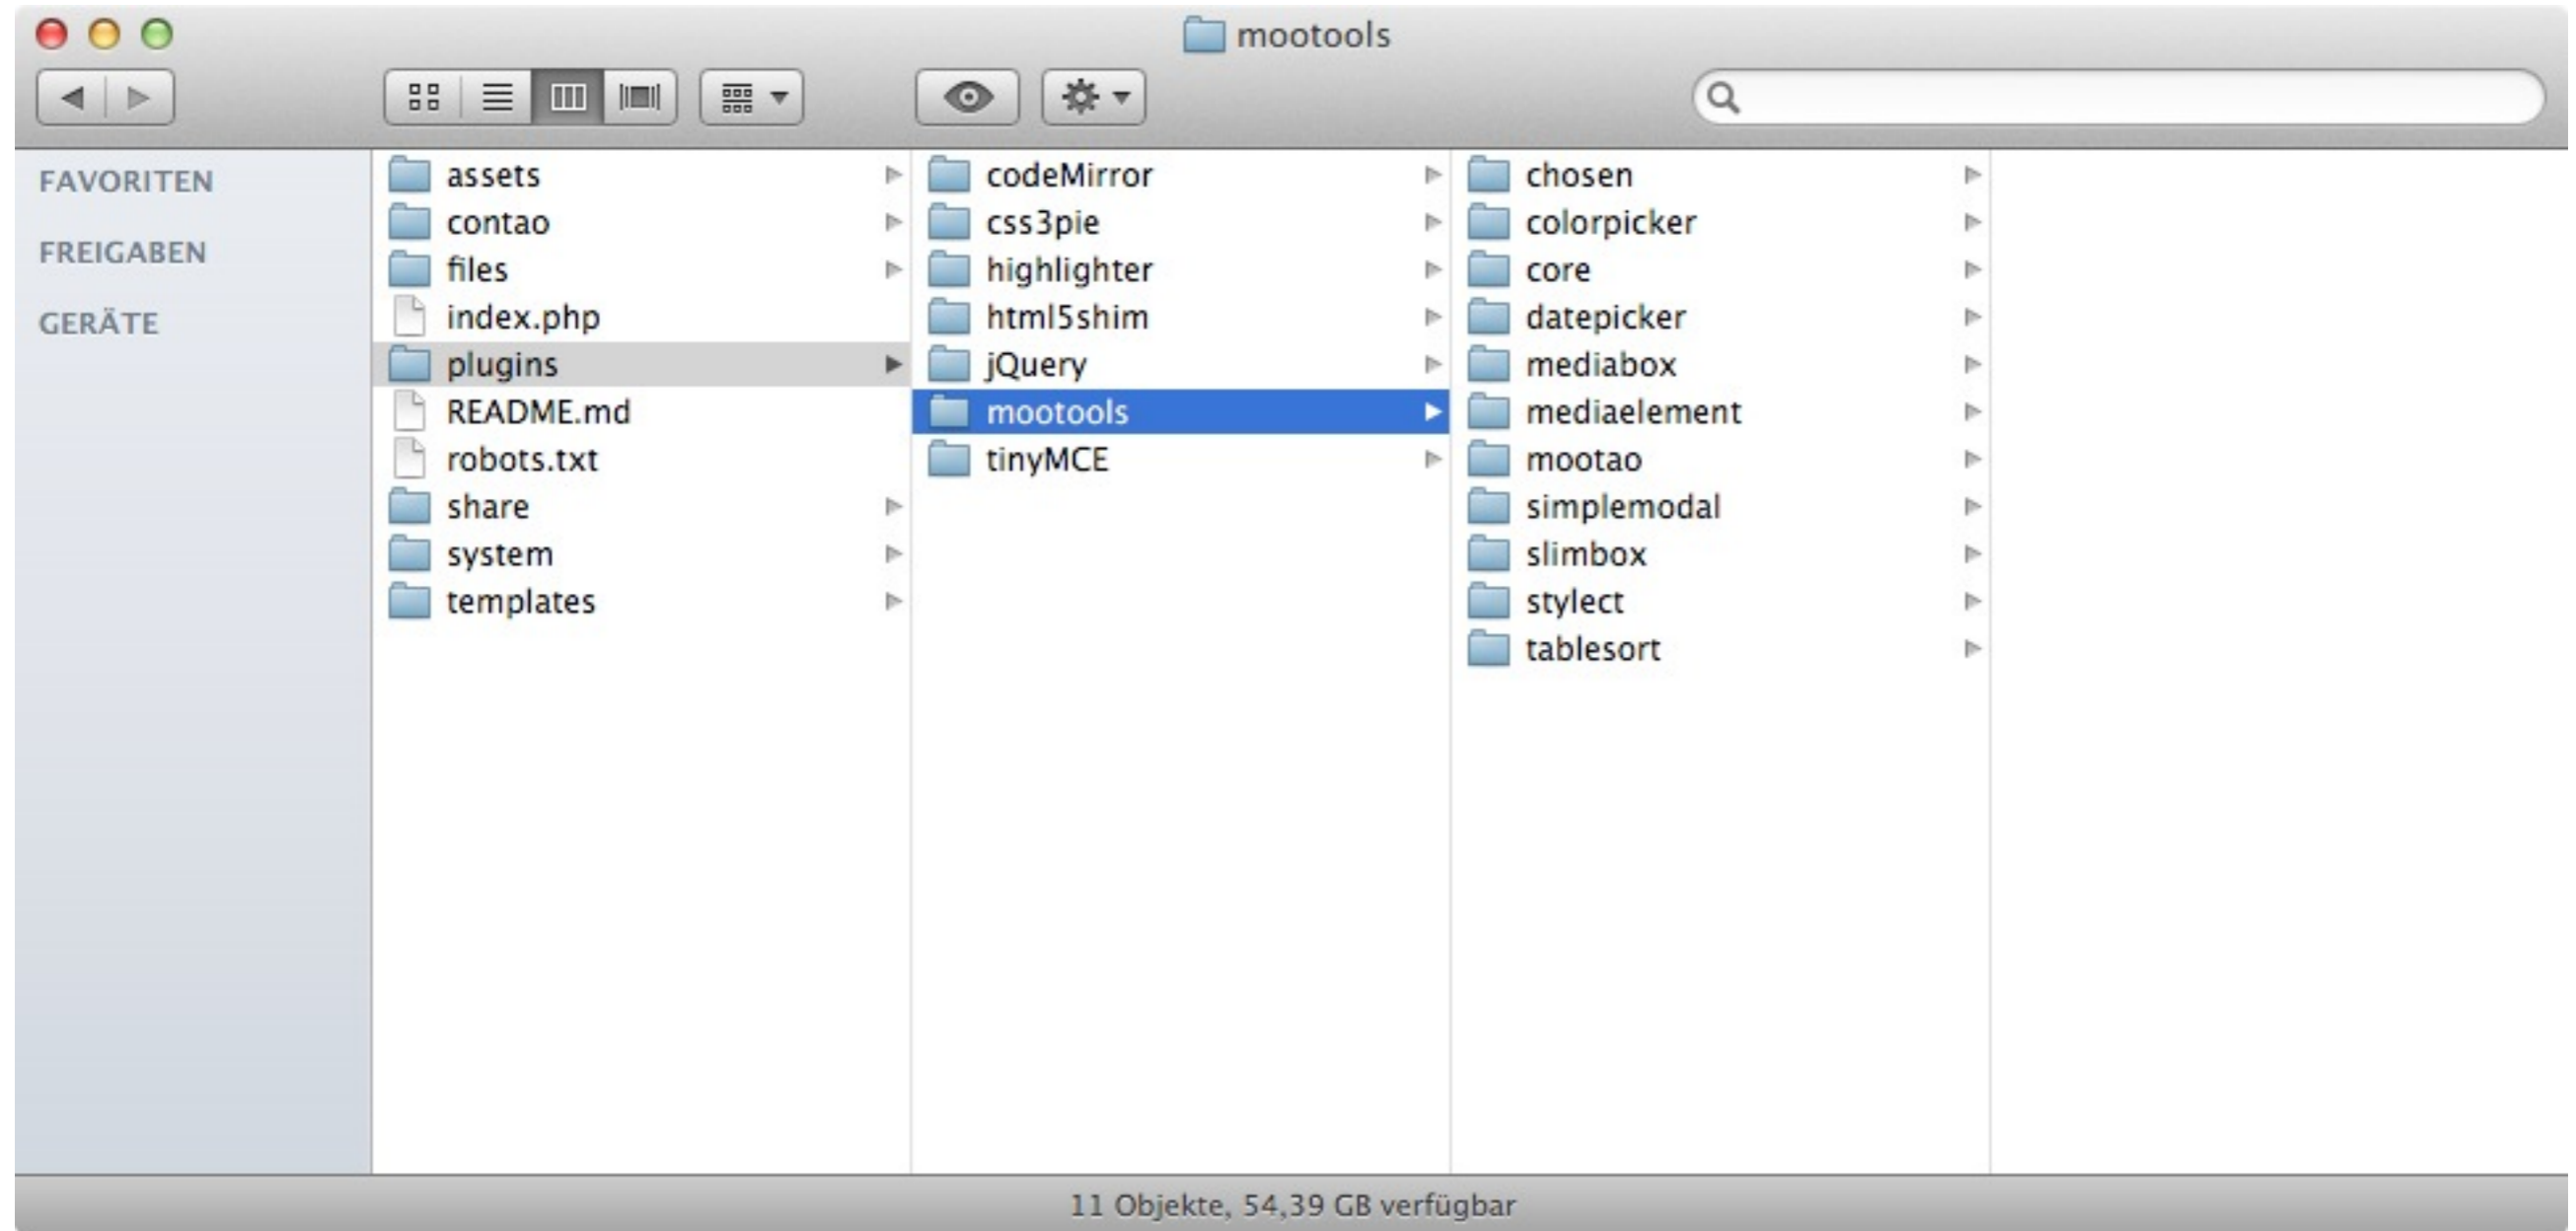 mootools
FAVORITEN
FREIGABEN
GERÄTE
assets
contao
files
index.php
plugins
README.md
robots.txt
share
system
templates
codeMirror
css3pie
highlighter
html5shim
jQuery
mootools
tinyMCE
chosen
colorpicker
core
datepicker
mediabox
mediaelement
mootao
simplemodal
slimbox
stylect
tablesort
11 Objekte, 54,39 GB verfügbar